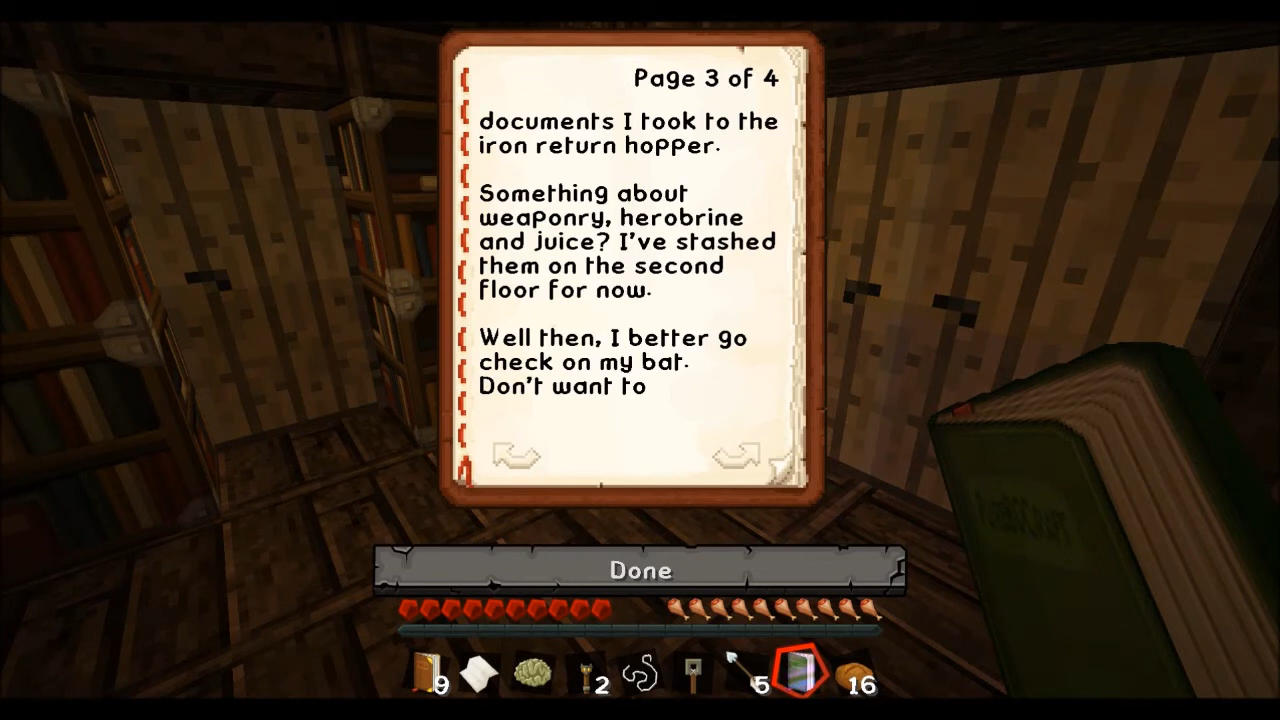 Page 3 of 4
documents I took to the
iron return hopper.
Something about
weaponry, herobrine
and juice? I've stashed
them on the second
floor for now.
Well then, I better go
check on my bat.
Don't want to
Done
9
2
5
16